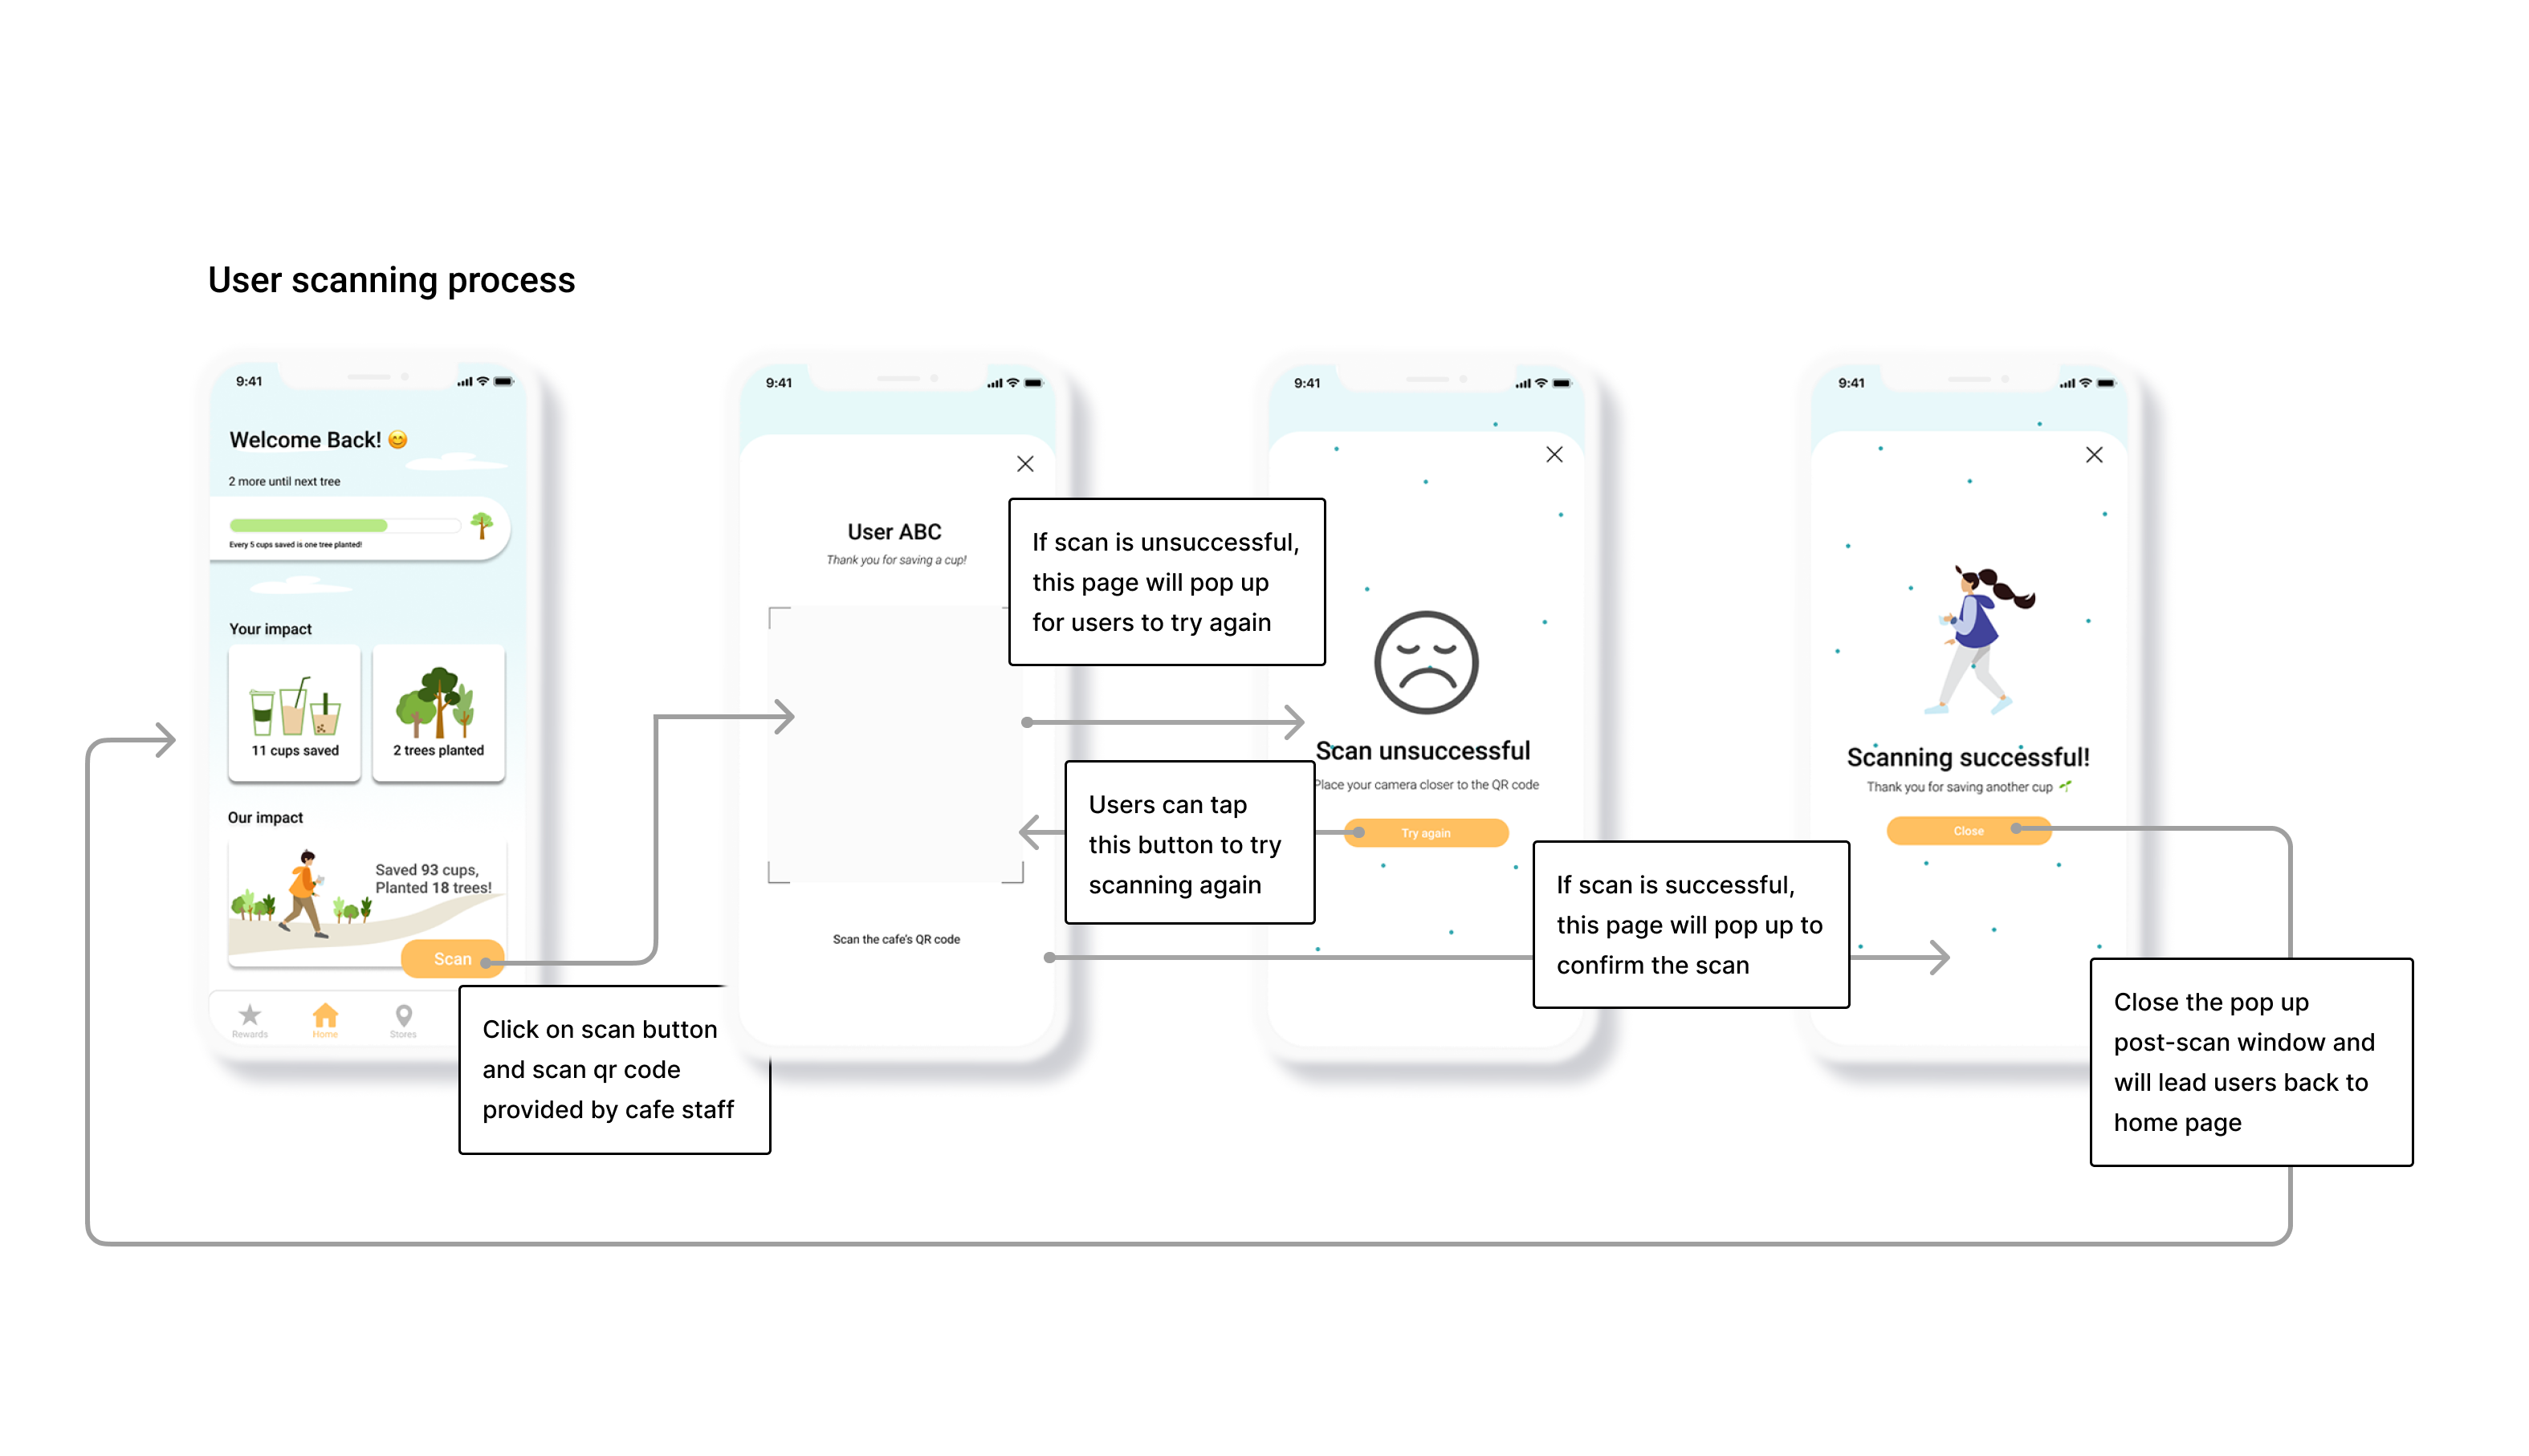 User scanning process
9:41
Welcome Back! 😊
2 more until next tree
Every 5 cups saved is one tree planted!
Your impact
11 cups saved
2 trees planted
Our impact
Saved 93 cups,
Planted 18 trees!
Scan
Rewards
Home
Stores
Click on scan button
and scan qr code
provided by cafe staff
9:41
User ABC
Thank you for saving a cup!
Scan the cafe's QR code
If scan is unsuccessful,
this page will pop up
for users to try again
Users can tap
this button to try
scanning again
9:41
Scan unsuccessful
Place your camera closer to the QR code
Try again
If scan is successful,
this page will pop up to
confirm the scan
9:41
Scanning successful!
Thank you for saving another cup 🌱
Close
Close the pop up
post-scan window and
will lead users back to
home page